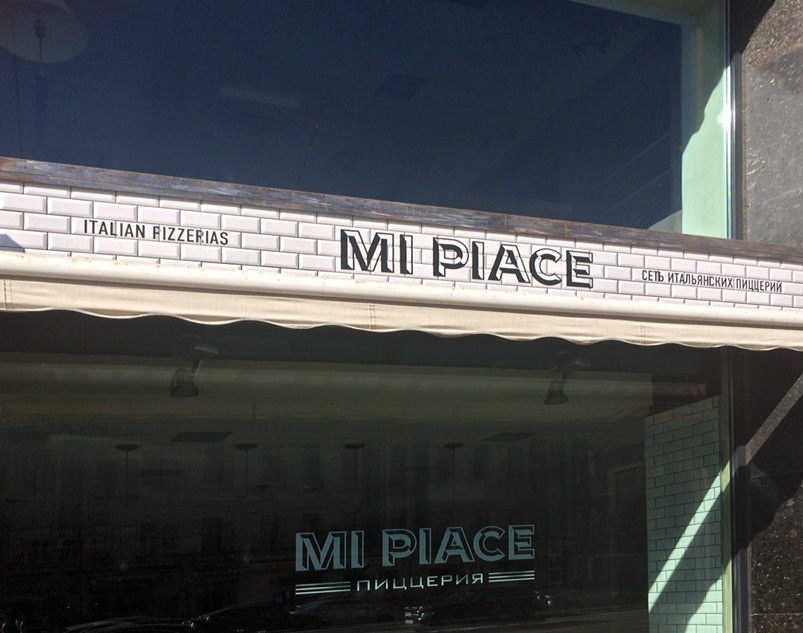 ITALIAN PIZZERIAS
MI PIACE
СЕТЬ ИТАЛЬЯНСКИХ ПИЦЦЕРИЙ
MI PIACE
ПИЦЦЕРИЯ